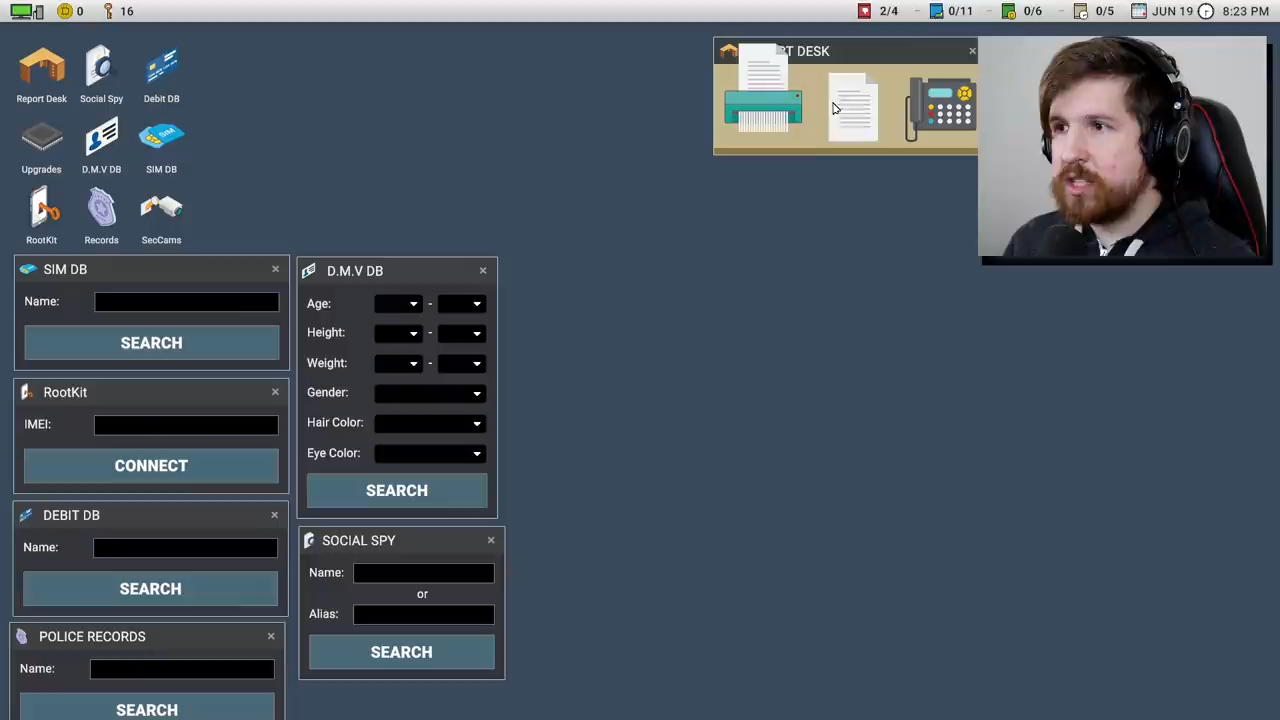 0 16 2/4 0/11 0/6 0/5 JUN 19 8:23 PM
Report Desk Social Spy Debit DB
Upgrades D.M.V DB SIM DB
RootKit Records SecCams
DESK
SIM DB
Name:
SEARCH
RootKit
IMEI:
CONNECT
DEBIT DB
Name:
SEARCH
POLICE RECORDS
Name:
SEARCH
D.M.V DB
Age: -
Height: -
Weight: -
Gender:
Hair Color:
Eye Color:
SEARCH
SOCIAL SPY
Name:
or
Alias:
SEARCH